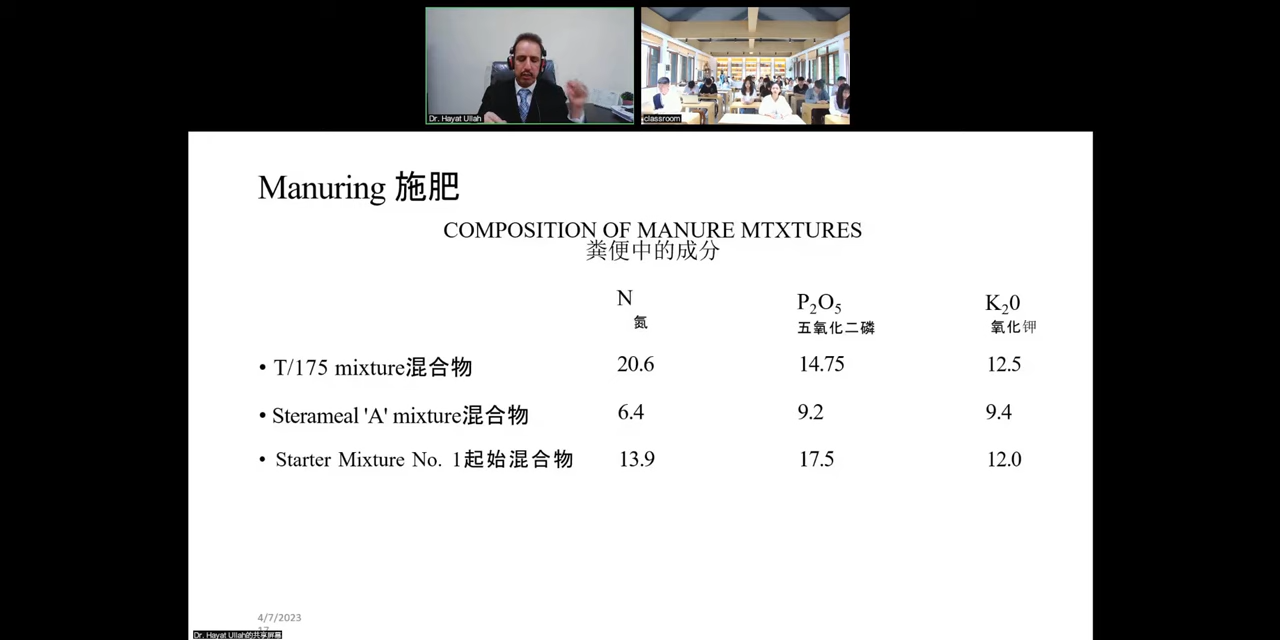 Dr. Hayat Ullah
classroom
Manuring 施肥
COMPOSITION OF MANURE MTXTURES
粪便中的成分
N P₂O₅ K₂0
氮 五氧化二磷 氧化钾
• T/175 mixture混合物 20.6 14.75 12.5
• Sterameal 'A' mixture混合物 6.4 9.2 9.4
• Starter Mixture No. 1起始混合物 13.9 17.5 12.0
4/7/2023
Dr. Hayat Ullah的共享屏幕